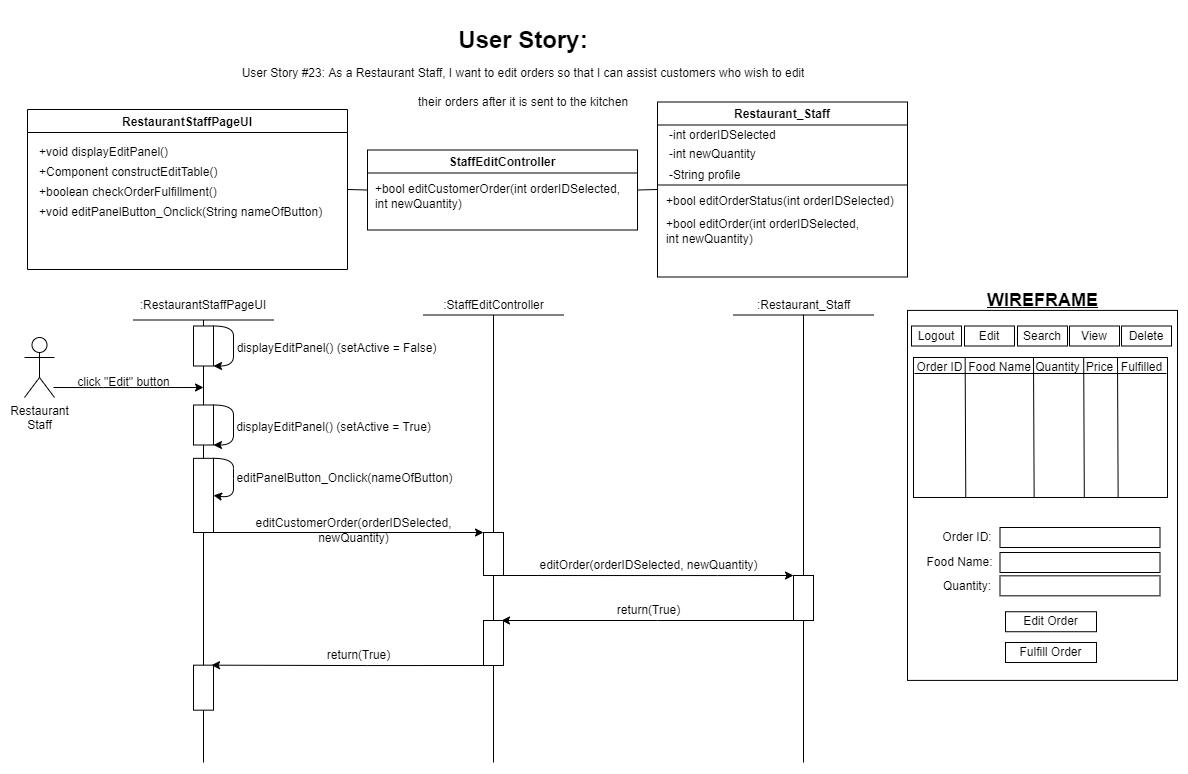 User Story:
User Story #23: As a Restaurant Staff, I want to edit orders so that I can assist customers who wish to edit
their orders after it is sent to the kitchen
RestaurantStaffPageUI
+void displayEditPanel()
+Component constructEditTable()
+boolean checkOrderFulfillment()
+void editPanelButton_Onclick(String nameOfButton)
StaffEditController
+bool editCustomerOrder(int orderIDSelected,
int newQuantity)
Restaurant_Staff
-int orderIDSelected
-int newQuantity
-String profile
+bool editOrderStatus(int orderIDSelected)
+bool editOrder(int orderIDSelected,
int newQuantity)
:RestaurantStaffPageUI
:StaffEditController
:Restaurant_Staff
displayEditPanel() (setActive = False)
click "Edit" button
Restaurant
Staff
displayEditPanel() (setActive = True)
editPanelButton_Onclick(nameOfButton)
editCustomerOrder(orderIDSelected,
newQuantity)
editOrder(orderIDSelected, newQuantity)
return(True)
return(True)
WIREFRAME
Logout Edit Search View Delete
Order ID Food Name Quantity Price Fulfilled
Order ID:
Food Name:
Quantity:
Edit Order
Fulfill Order